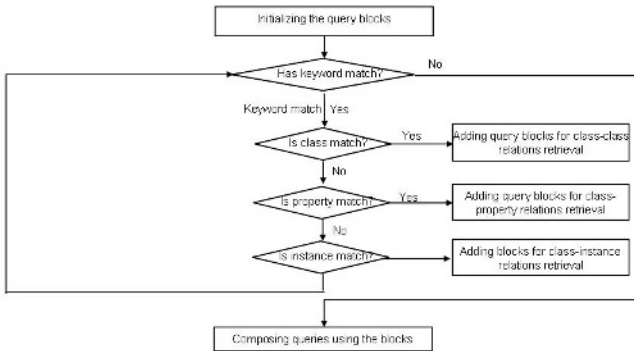 Initializing the query blocks
Has keyword match?
No
Keyword match
Yes
Is class match?
Yes
Adding query blocks for class-class
relations retrieval
No
Is property match?
Yes
Adding query blocks for class-
property relations retrieval
No
Is instance match?
Adding blocks for class-instance
relations retrieval
Composing queries using the blocks